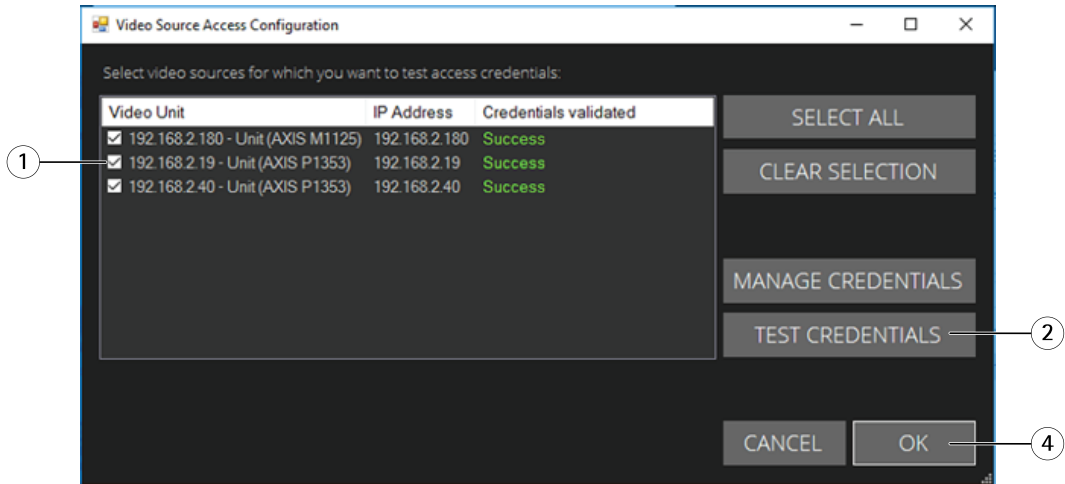 Video Source Access Configuration
Select video sources for which you want to test access credentials:
Video Unit IP Address Credentials validated
192.168.2.180 - Unit (AXIS M1125) 192.168.2.180 Success
192.168.2.19 - Unit (AXIS P1353) 192.168.2.19 Success
192.168.2.40 - Unit (AXIS P1353) 192.168.2.40 Success
1
SELECT ALL
CLEAR SELECTION
MANAGE CREDENTIALS
TEST CREDENTIALS
2
CANCEL
OK
4